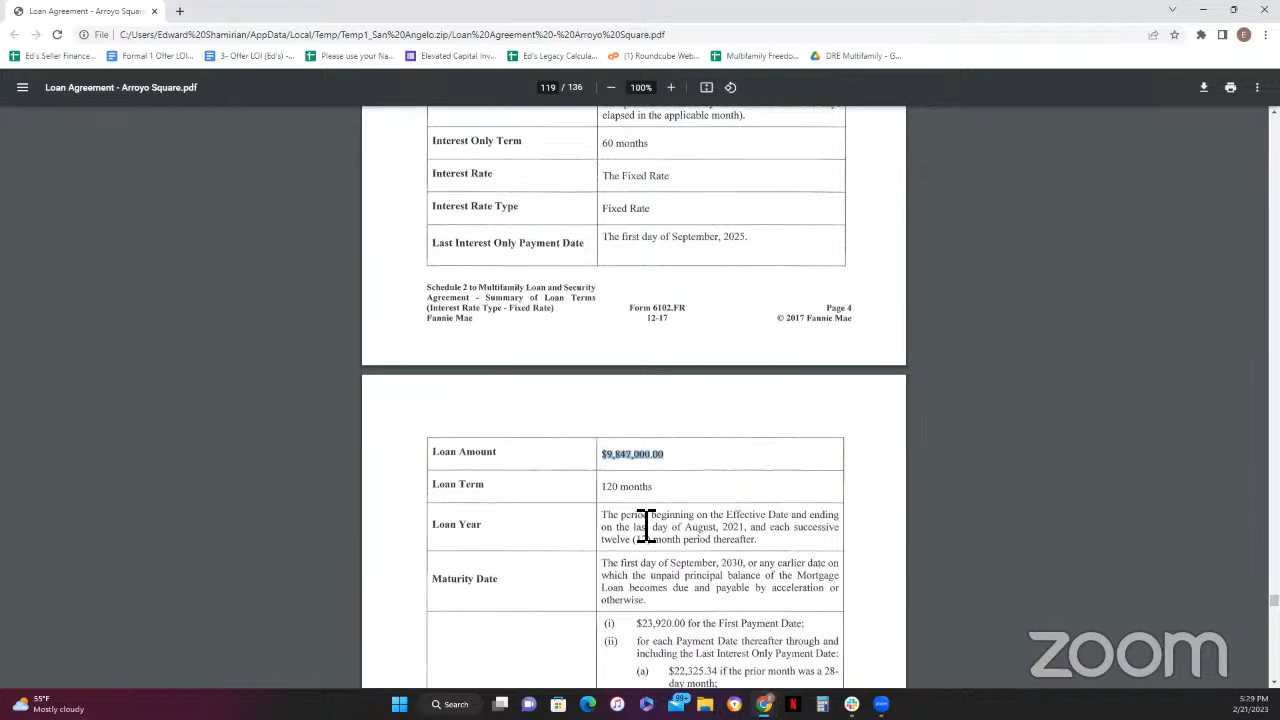 Loan Agreement - Arroyo Square
File C:/Users/Edward%20Shamirian/AppData/Local/Temp/Temp1_San%20Angelo.zip/Loan%20Agreement%20-%20Arroyo%20Square.pdf
E
Ed's Seller Finance... Formal 1 Offer LOI... 3- Offer LOI (Ed's) -... Please use your Na... Elevated Capital Inv... Ed's Legacy Calcula... (1) Roundcube Web... Multifamily Freedo... DRE Multifamily - G...
Loan Agreement - Arroyo Square.pdf
119 / 136
100%
elapsed in the applicable month).
Interest Only Term
60 months
Interest Rate
The Fixed Rate
Interest Rate Type
Fixed Rate
Last Interest Only Payment Date
The first day of September, 2025.
Schedule 2 to Multifamily Loan and Security
Agreement - Summary of Loan Terms
(Interest Rate Type - Fixed Rate)
Fannie Mae
Form 6102.FR
12-17
Page 4
© 2017 Fannie Mae
Loan Amount
$9,847,000.00
Loan Term
120 months
Loan Year
The period beginning on the Effective Date and ending
on the last day of August, 2021, and each successive
twelve (12) month period thereafter.
Maturity Date
The first day of September, 2030, or any earlier date on
which the unpaid principal balance of the Mortgage
Loan becomes due and payable by acceleration or
otherwise.
(i) $23,920.00 for the First Payment Date;
(ii) for each Payment Date thereafter through and
including the Last Interest Only Payment Date:
(a) $22,325.34 if the prior month was a 28-
day month;
zoom
55°F
Mostly cloudy
Search
99+
5:29 PM
2/21/2023